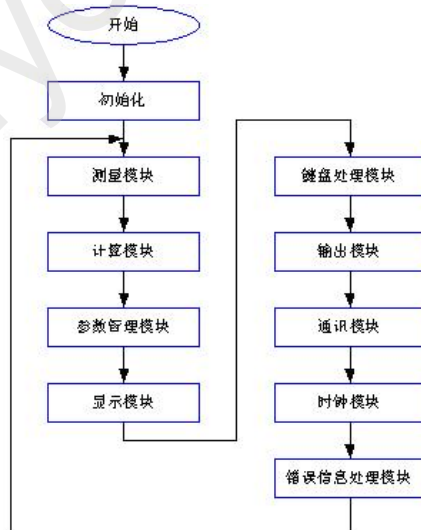 开始
初始化
测量模块
计算模块
参数管理模块
显示模块
键盘处理模块
输出模块
通讯模块
时钟模块
错误信息处理模块